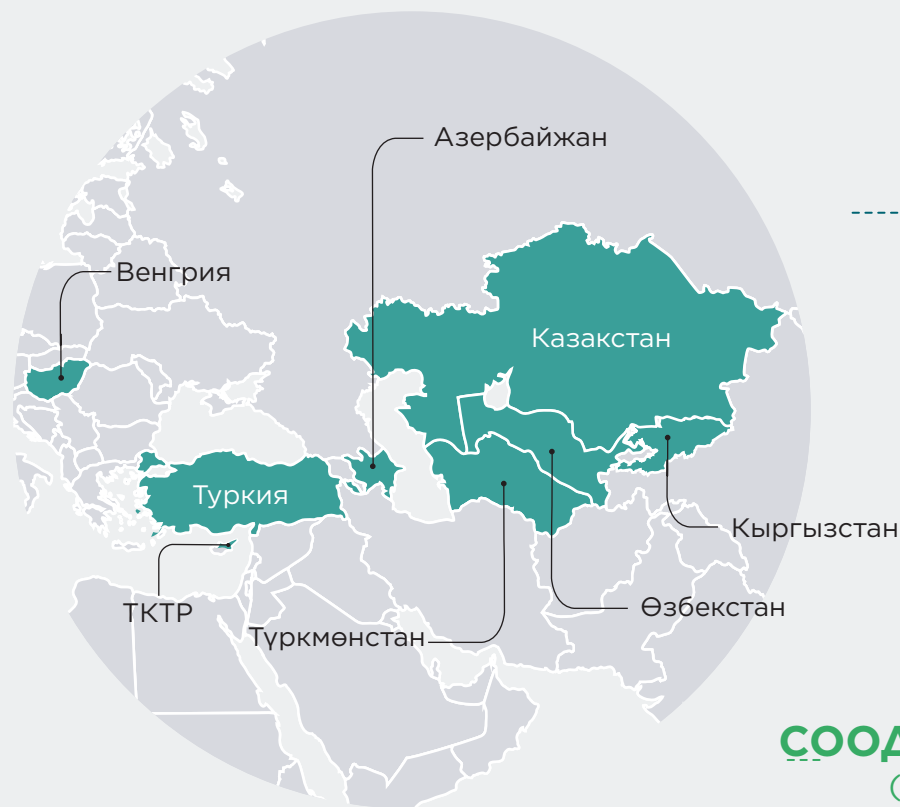 Азербайжан
Венгрия
Казакстан
Туркия
Кыргызстан
ТКТР
Өзбекстан
Түркмөнстан